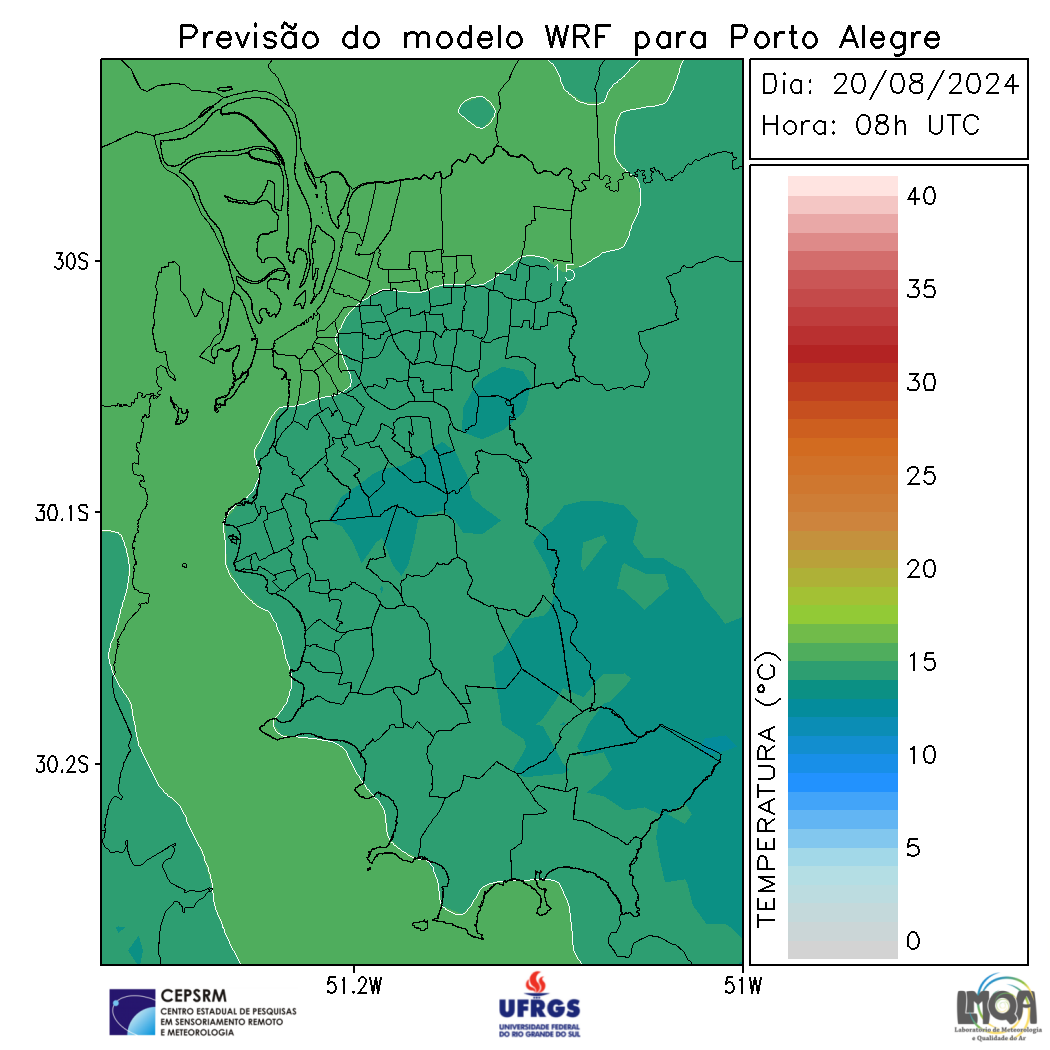 Previsão do modelo WRF para Porto Alegre
Dia: 20/08/2024
Hora: 08h UTC
30S
30.1S
30.2S
51.2W
51W
15
TEMPERATURA (°C)
40
35
30
25
20
15
10
5
0
CEPSRM
CENTRO ESTADUAL DE PESQUISAS
EM SENSORIAMENTO REMOTO
E METEOROLOGIA
UFRGS
UNIVERSIDADE FEDERAL
DO RIO GRANDE DO SUL
LMQA
Laboratório de Meteorologia
e Qualidade do Ar